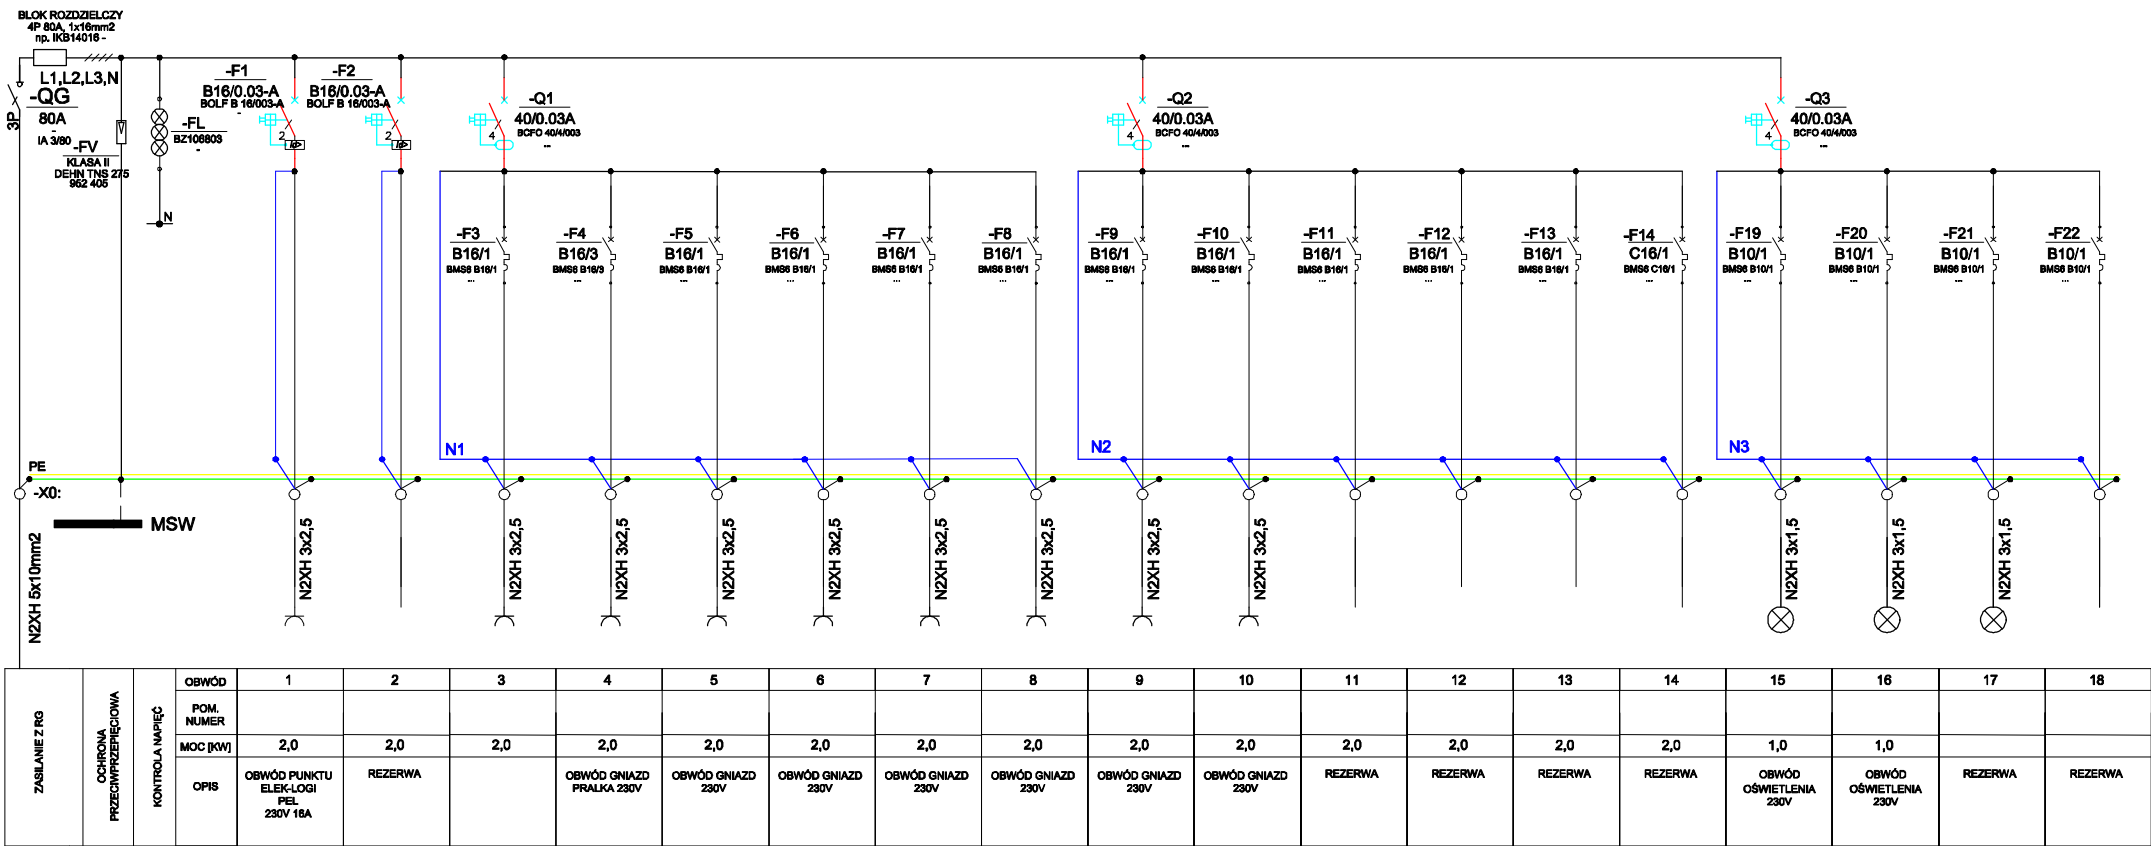 BLOK ROZDZIELCZY
4P 80A, 1x16mm2
np. IKB14016 -
L1,L2,L3,N
-QG
80A
-
IA 3/80
3P
-FV
KLASA II
DEHN TNS 275
952 405
-FL
BZ106803
-
N
-F1
B16/0.03-A
BOLF B 16/003-A
-
-F2
B16/0.03-A
BOLF B 16/003-A
-
2
Id>
2
Id>
-Q1
40/0.03A
BCFO 40/4/003
...
4
-Q2
40/0.03A
BCFO 40/4/003
...
4
-Q3
40/0.03A
BCFO 40/4/003
...
4
-F3
B16/1
BMS6 B16/1
...
-F4
B16/3
BMS6 B16/3
...
-F5
B16/1
BMS6 B16/1
...
-F6
B16/1
BMS6 B16/1
...
-F7
B16/1
BMS6 B16/1
...
-F8
B16/1
BMS6 B16/1
...
-F9
B16/1
BMS6 B16/1
...
-F10
B16/1
BMS6 B16/1
...
-F11
B16/1
BMS6 B16/1
...
-F12
B16/1
BMS6 B16/1
...
-F13
B16/1
BMS6 B16/1
...
-F14
C16/1
BMS6 C16/1
...
-F19
B10/1
BMS6 B10/1
...
-F20
B10/1
BMS6 B10/1
...
-F21
B10/1
BMS6 B10/1
...
-F22
B10/1
BMS6 B10/1
...
N1
N2
N3
PE
-X0:
MSW
N2XH 5x10mm2
N2XH 3x2,5
N2XH 3x2,5
N2XH 3x2,5
N2XH 3x2,5
N2XH 3x2,5
N2XH 3x2,5
N2XH 3x2,5
N2XH 3x2,5
N2XH 3x2,5
N2XH 3x1,5
N2XH 3x1,5
N2XH 3x1,5
ZASILANIE Z RG
OCHRONA
PRZECIWPRZEPIĘCIOWA
KONTROLA NAPIĘĆ
OBWÓD 1 2 3 4 5 6 7 8 9 10 11 12 13 14 15 16 17 18
POM.
NUMER
MOC [KW] 2,0 2,0 2,0 2,0 2,0 2,0 2,0 2,0 2,0 2,0 2,0 2,0 2,0 2,0 1,0 1,0
OPIS
OBWÓD PUNKTU
ELEK-LOGI
PEL
230V 16A
REZERWA
OBWÓD GNIAZD
PRALKA 230V
OBWÓD GNIAZD
230V
OBWÓD GNIAZD
230V
OBWÓD GNIAZD
230V
OBWÓD GNIAZD
230V
OBWÓD GNIAZD
230V
OBWÓD GNIAZD
230V
REZERWA
REZERWA
REZERWA
REZERWA
OBWÓD
OŚWIETLENIA
230V
OBWÓD
OŚWIETLENIA
230V
REZERWA
REZERWA